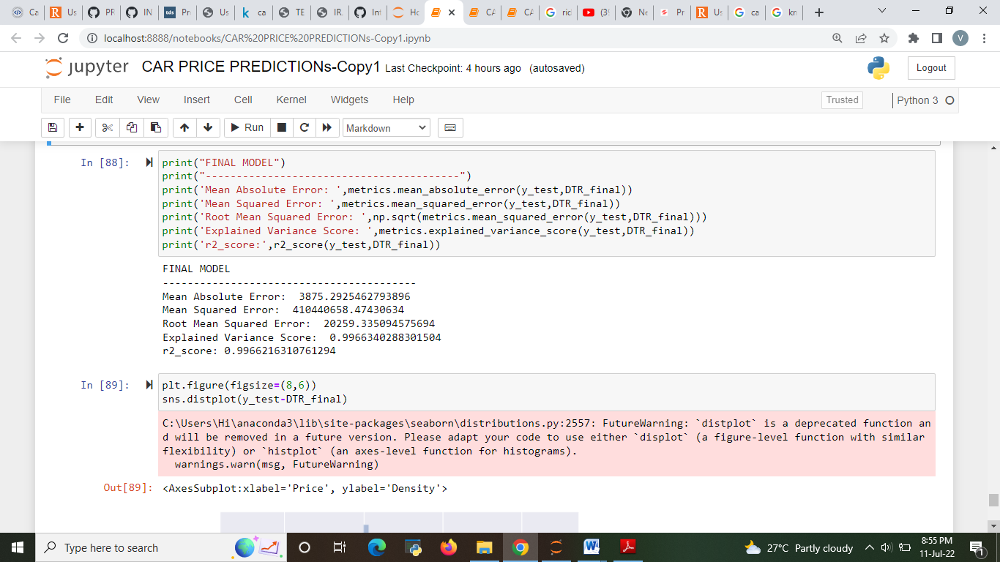 Ca
Us
PR
IN
tds
Pre
Us
k
ca
TE
IR.
Int
Ho
CA
CA
rid
(39
Ne
Pr
R
Us
ca
kn
localhost:8888/notebooks/CAR%20PRICE%20PREDICTIONs-Copy1.ipynb
V
jupyter CAR PRICE PREDICTIONs-Copy1 Last Checkpoint: 4 hours ago (autosaved)
Logout
File Edit View Insert Cell Kernel Widgets Help
Trusted
Python 3
Run
Markdown
In [88]:
print("FINAL MODEL")
print("-----------------------------------------")
print('Mean Absolute Error: ',metrics.mean_absolute_error(y_test,DTR_final))
print('Mean Squared Error: ',metrics.mean_squared_error(y_test,DTR_final))
print('Root Mean Squared Error: ',np.sqrt(metrics.mean_squared_error(y_test,DTR_final)))
print('Explained Variance Score: ',metrics.explained_variance_score(y_test,DTR_final))
print('r2_score:',r2_score(y_test,DTR_final))
FINAL MODEL
-----------------------------------------
Mean Absolute Error:  3875.2925462793896
Mean Squared Error:  410440658.47430634
Root Mean Squared Error:  20259.335094575694
Explained Variance Score:  0.9966340288301504
r2_score: 0.9966216310761294
In [89]:
plt.figure(figsize=(8,6))
sns.distplot(y_test-DTR_final)
C:\Users\Hi\anaconda3\lib\site-packages\seaborn\distributions.py:2557: FutureWarning: `distplot` is a deprecated function an
d will be removed in a future version. Please adapt your code to use either `displot` (a figure-level function with similar
flexibility) or `histplot` (an axes-level function for histograms).
warnings.warn(msg, FutureWarning)
Out[89]: <AxesSubplot:xlabel='Price', ylabel='Density'>
Type here to search
27°C Partly cloudy
8:55 PM
11-Jul-22
1